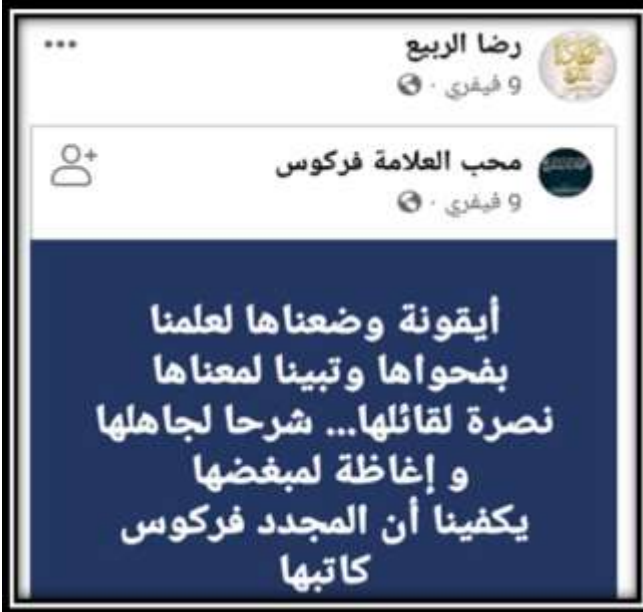 رضا الربيع
9 فيفري ·
محب العلامة فركوس
9 فيفري ·
أيقونة وضعناها لعلمنا
بفحواها وتبينا لمعناها
نصرة لقائلها... شرحا لجاهلها
و إغاظة لمبغضها
يكفينا أن المجدد فركوس
كاتبها